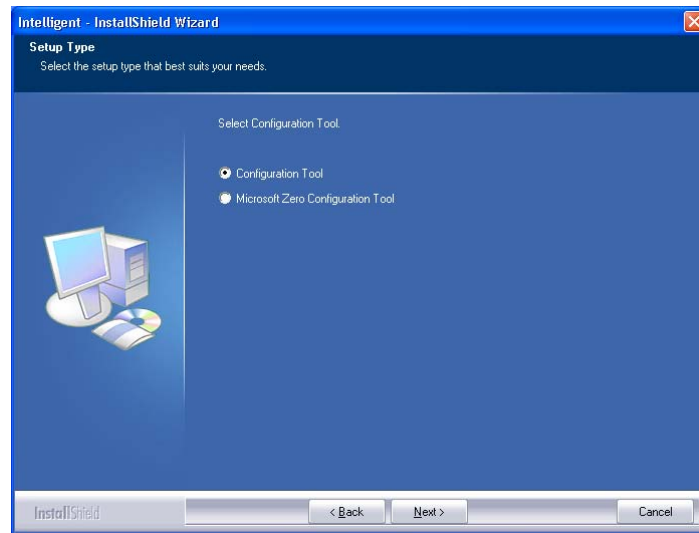 Intelligent - InstallShield Wizard
Setup Type
Select the setup type that best suits your needs.
Select Configuration Tool.
Configuration Tool
Microsoft Zero Configuration Tool
InstallShield
< Back
Next >
Cancel